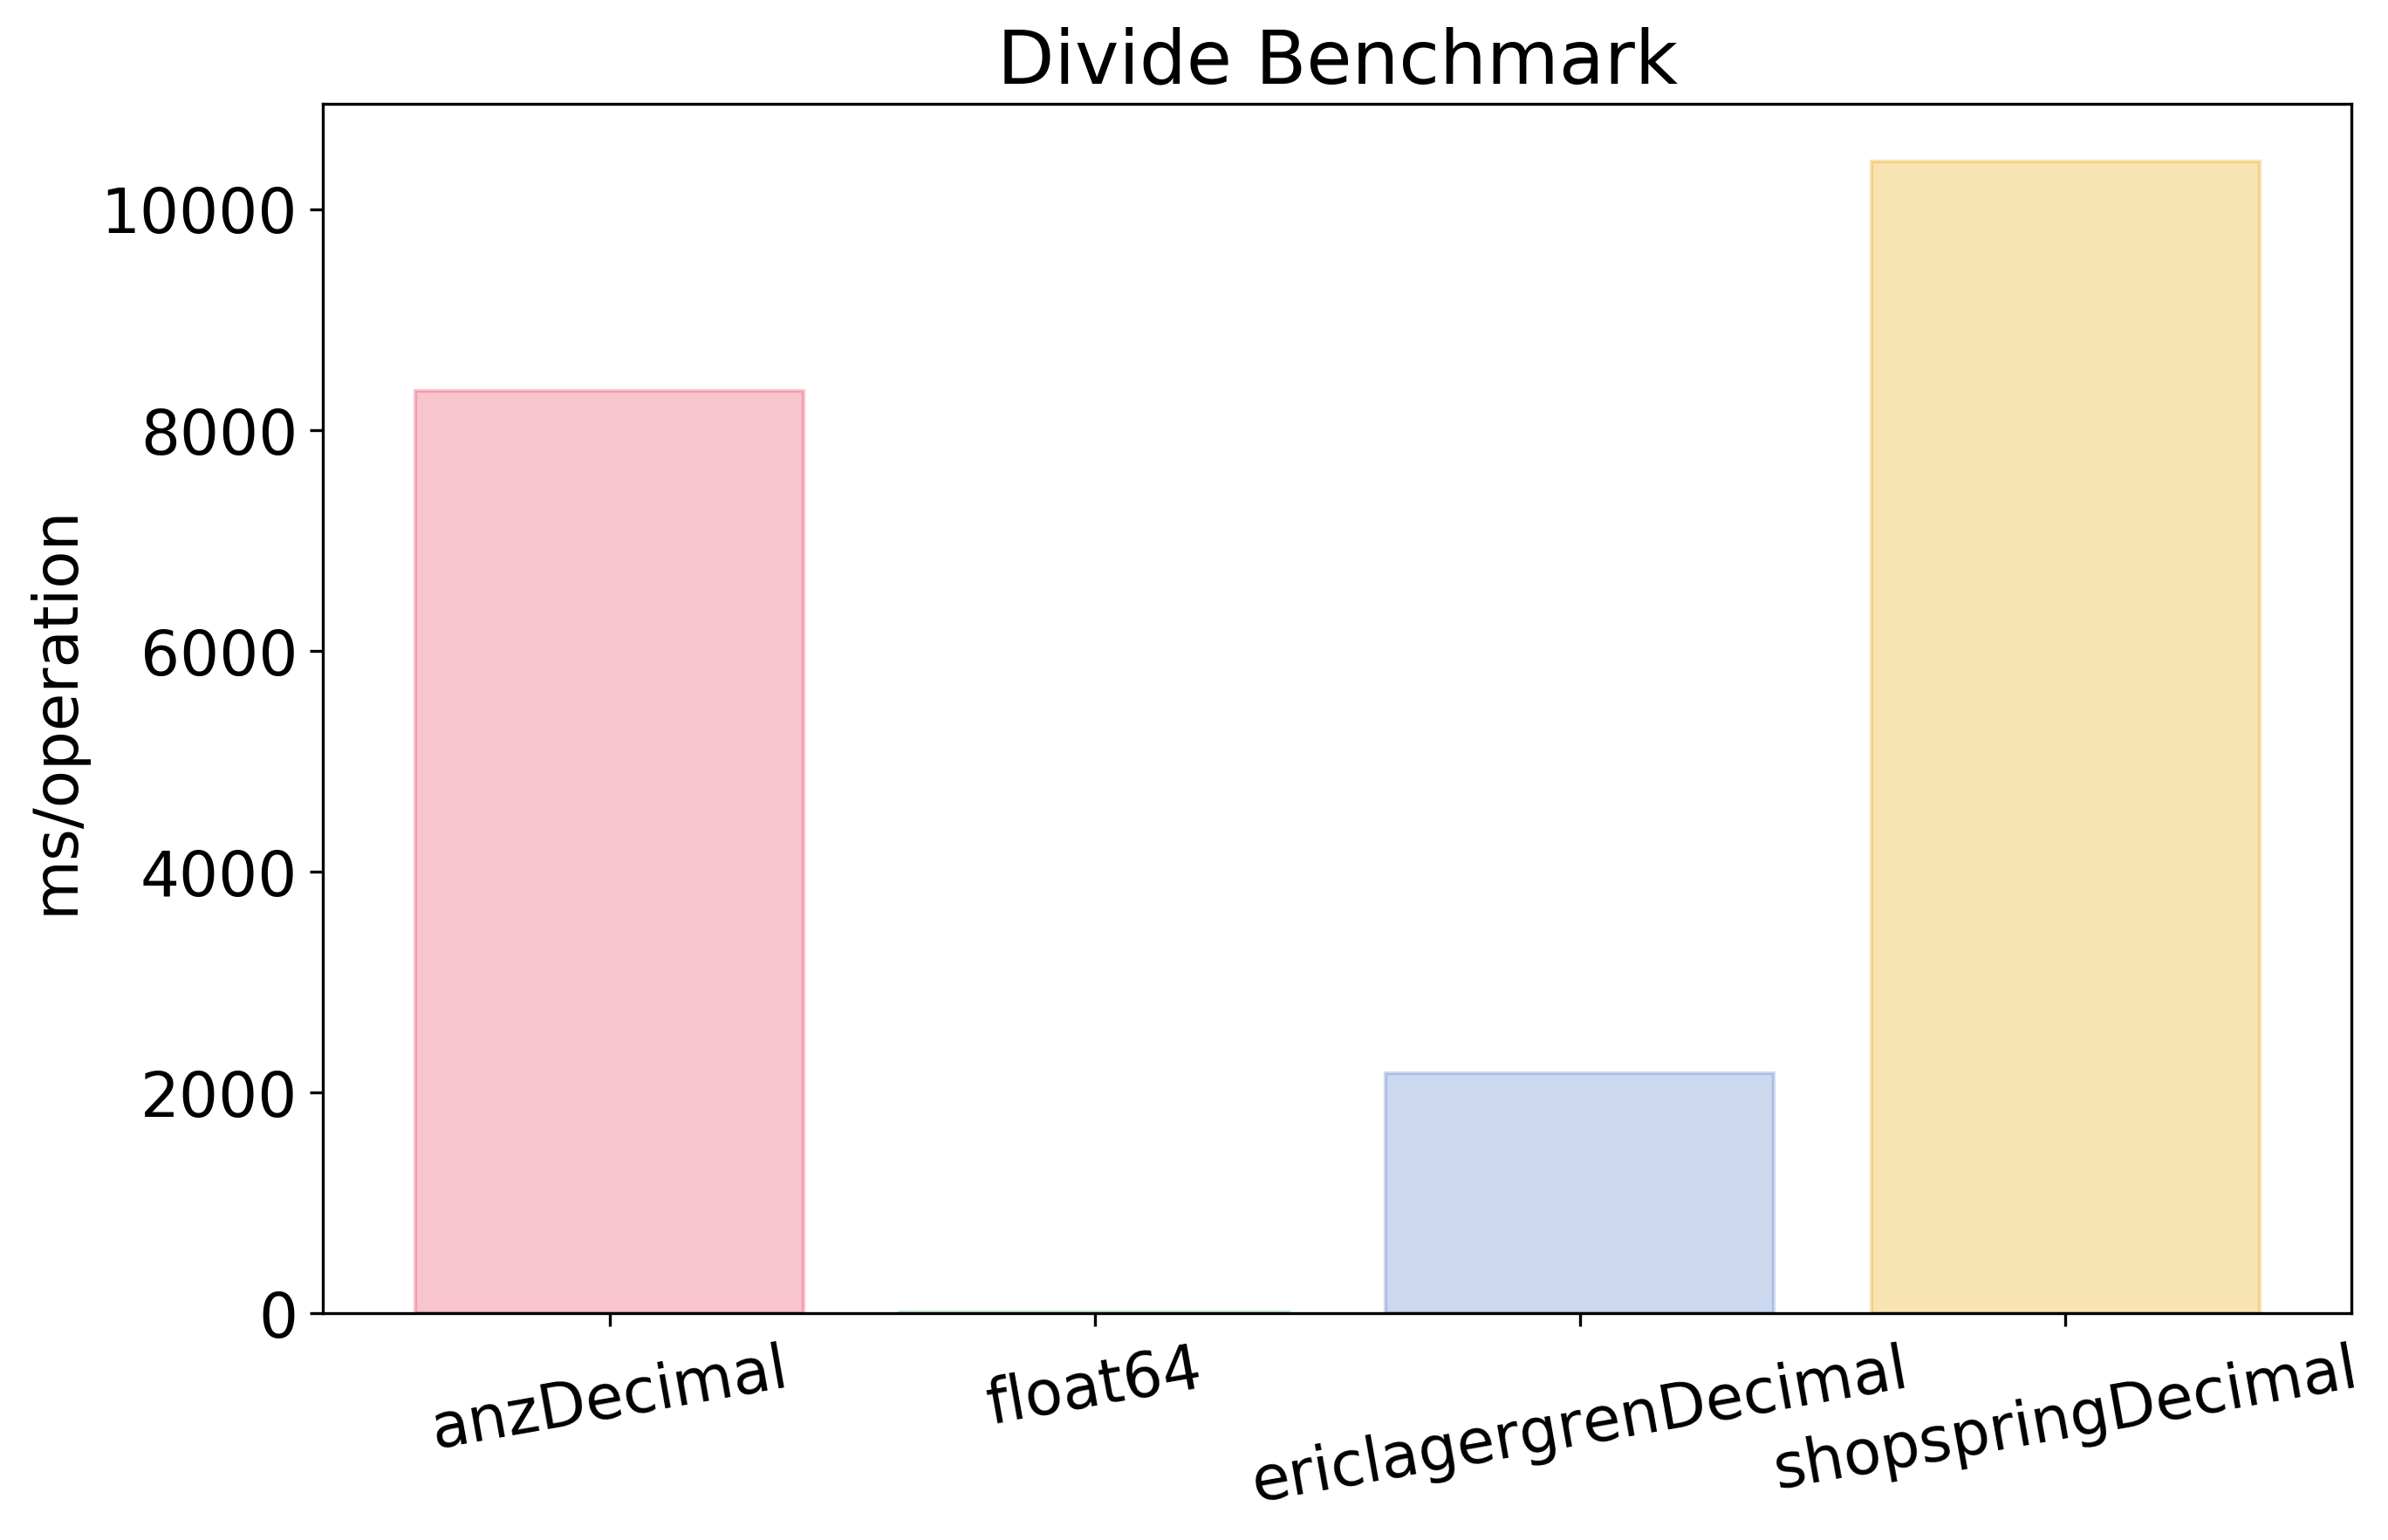 Divide Benchmark
ms/operation
10000
8000
6000
4000
2000
0
anzDecimal
float64
ericlagergrenDecimal
shopspringDecimal